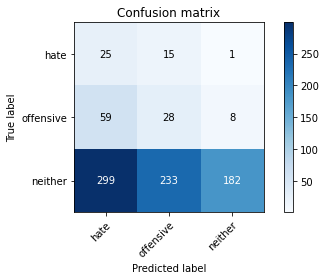 Confusion matrix
True label
hate 25 15 1
offensive 59 28 8
neither 299 233 182
hate offensive neither
Predicted label
250
200
150
100
50